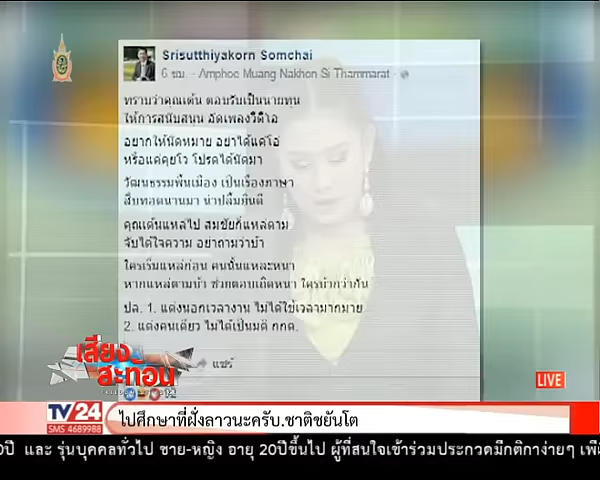 Srisutthiyakorn Somchai
6 ชม. · Amphoe Muang Nakhon Si Thammarat ·
ทราบว่าคุณเต้น ตอบรับเป็นนายทุน
ให้การสนับสนุน อัดเพลงวีดีโอ
อยากให้นัดหมาย อย่าได้แค่โอ่
หรือแค่คุยโว โปรดได้นัดมา
วัฒนธรรมพื้นเมือง เป็นเรื่องภาษา
สืบทอดนานมา น่าปลื้มยินดี
คุณเต้นแหล่ไป สมชัยก็แหล่ตาม
จับได้ใจความ อย่าถามว่าบ้า
ใครเริ่มแหล่ก่อน คนนั่นแหละหนา
หากแหล่ตามบ้า ช่วยตอบเถิดหนา ใครบ้ากว่ากัน
ปล. 1. แต่งนอกเวลางาน ไม่ได้ใช้เวลามากมาย
2. แต่งคนเดียว ไม่ได้เป็นมติ กกต.
แชร์
12
เสียง
สะท้อน
LIVE
TV24
SMS 4689988
ไปศึกษาที่ฝั่งลาวนะครับ.ชาติชยันโต
0ปี และ รุ่นบุคคลทั่วไป ชาย-หญิง อายุ 20ปีขึ้นไป ผู้ที่สนใจเข้าร่วมประกวดมีกติกาง่ายๆ เพี